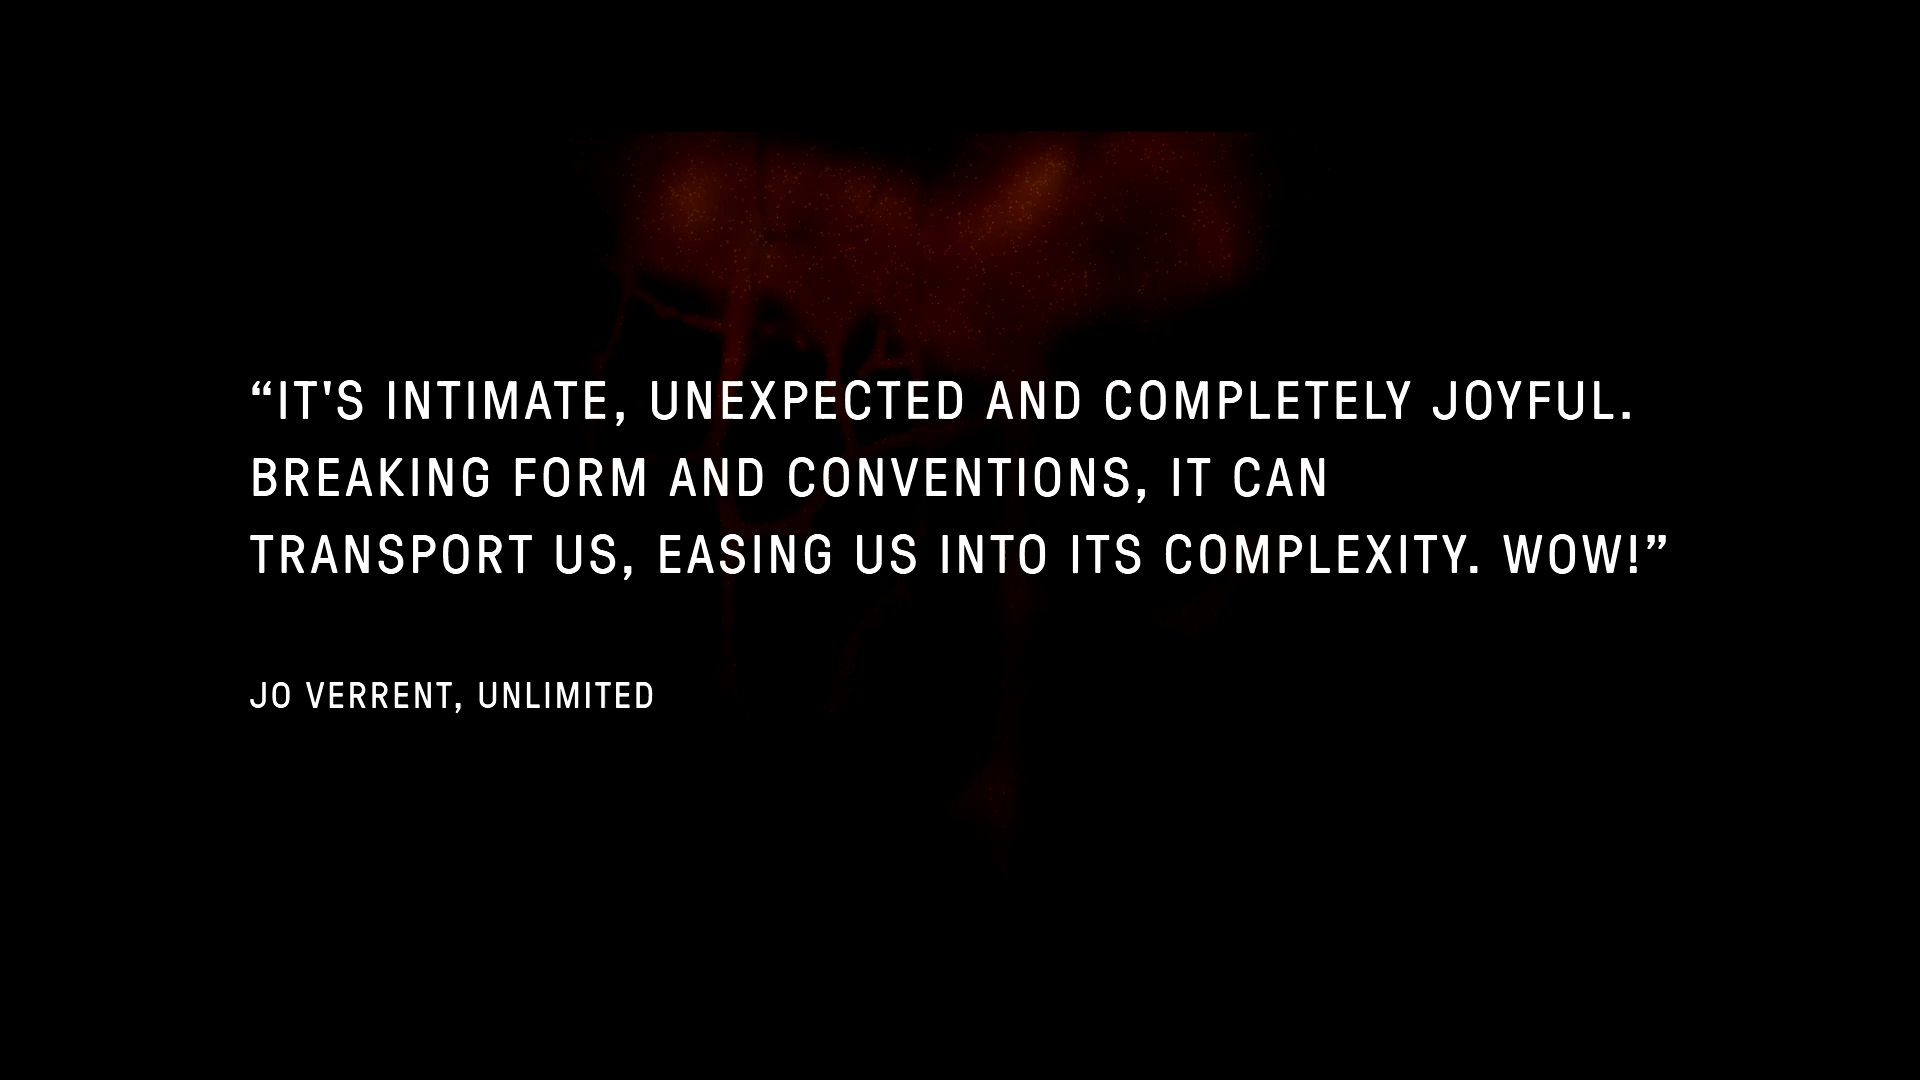 “IT'S INTIMATE, UNEXPECTED AND COMPLETELY JOYFUL.
BREAKING FORM AND CONVENTIONS, IT CAN
TRANSPORT US, EASING US INTO ITS COMPLEXITY. WOW!”
JO VERRENT, UNLIMITED